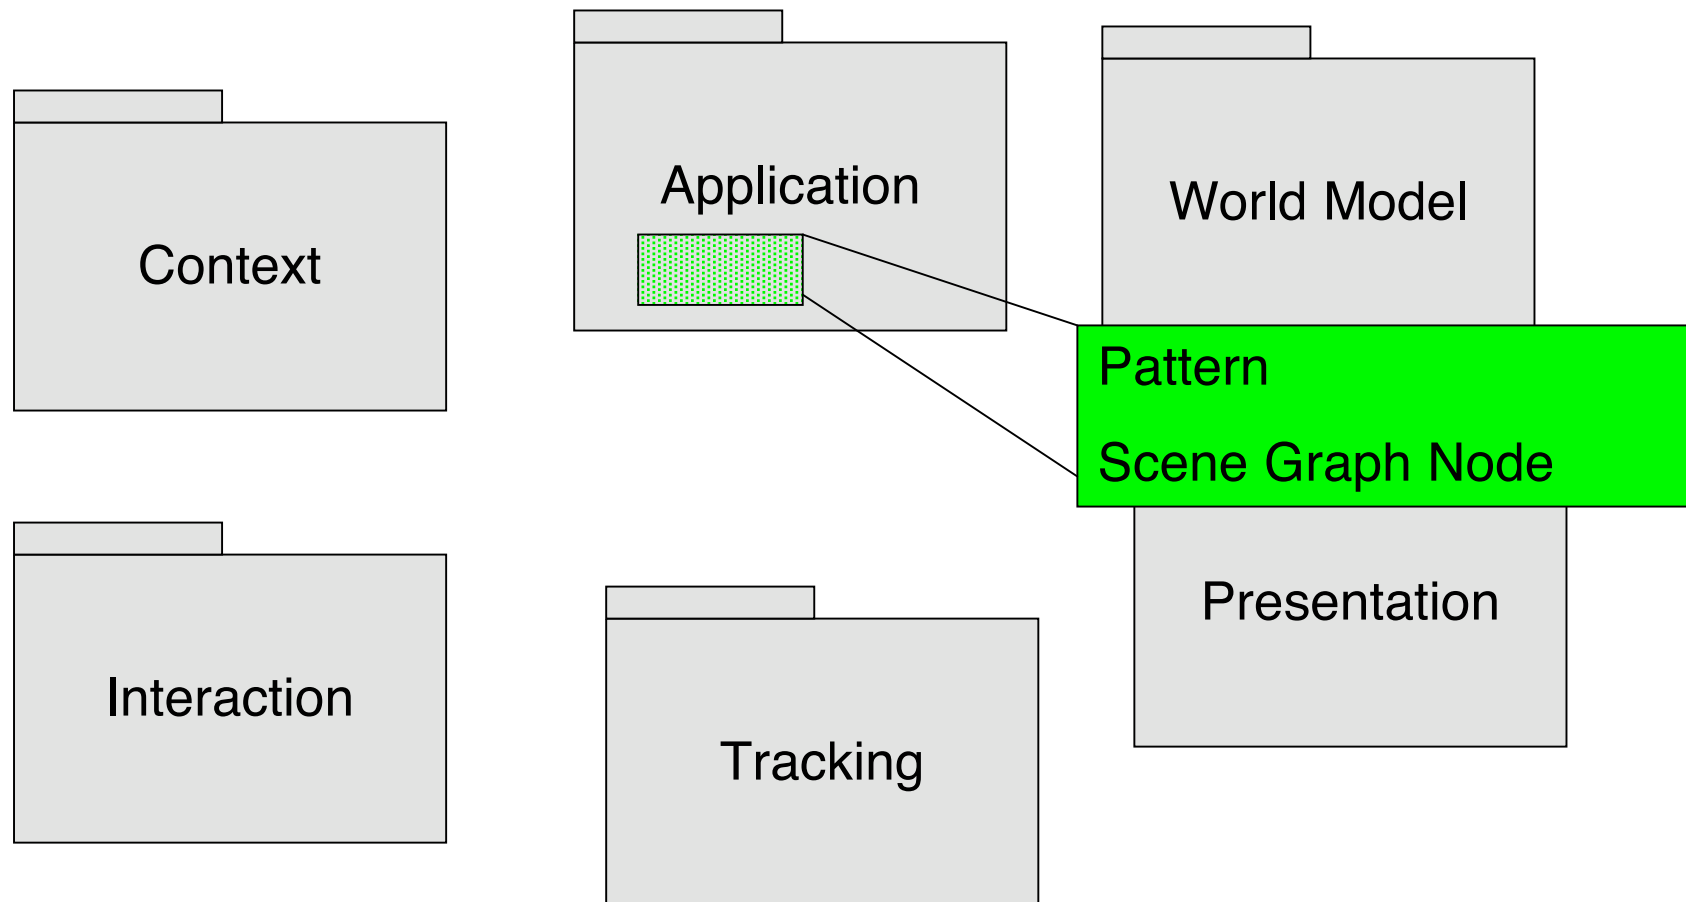 Application
World Model
Context
Pattern
Scene Graph Node
Presentation
Interaction
Tracking